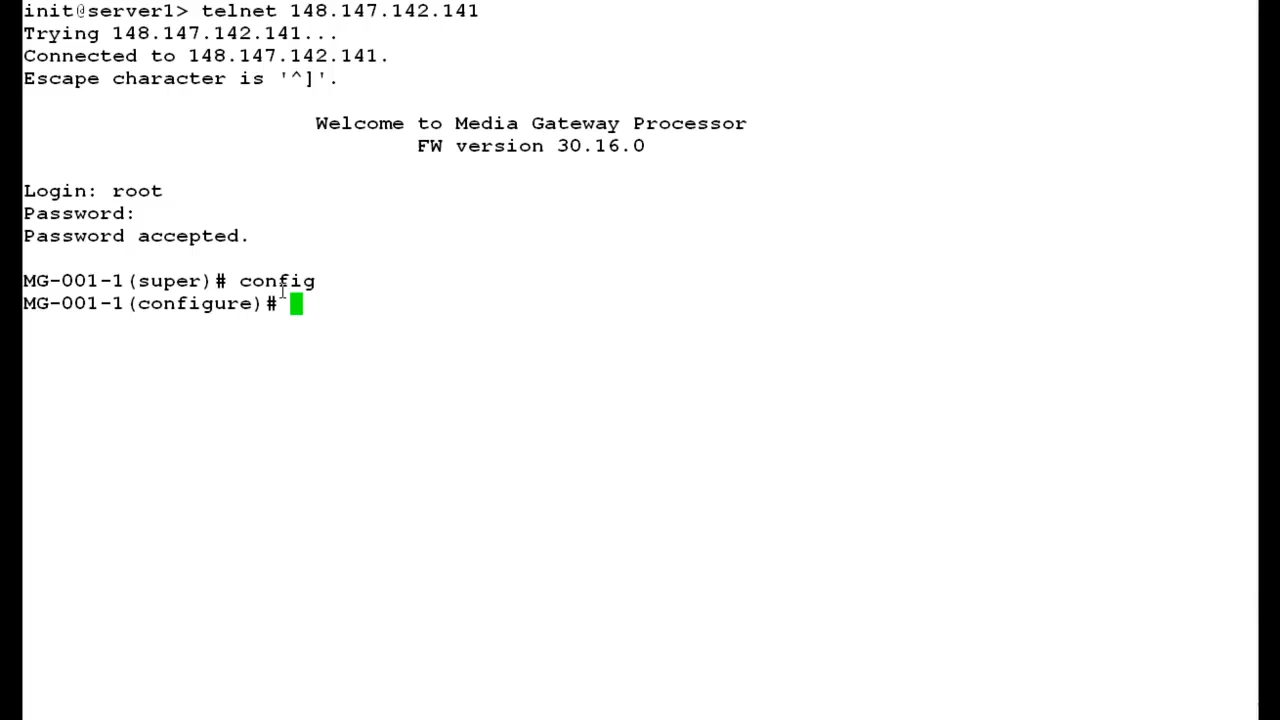 init@server1> telnet 148.147.142.141
Trying 148.147.142.141...
Connected to 148.147.142.141.
Escape character is '^]'.
Welcome to Media Gateway Processor
FW version 30.16.0
Login: root
Password:
Password accepted.
MG-001-1(super)# config
MG-001-1(configure)#